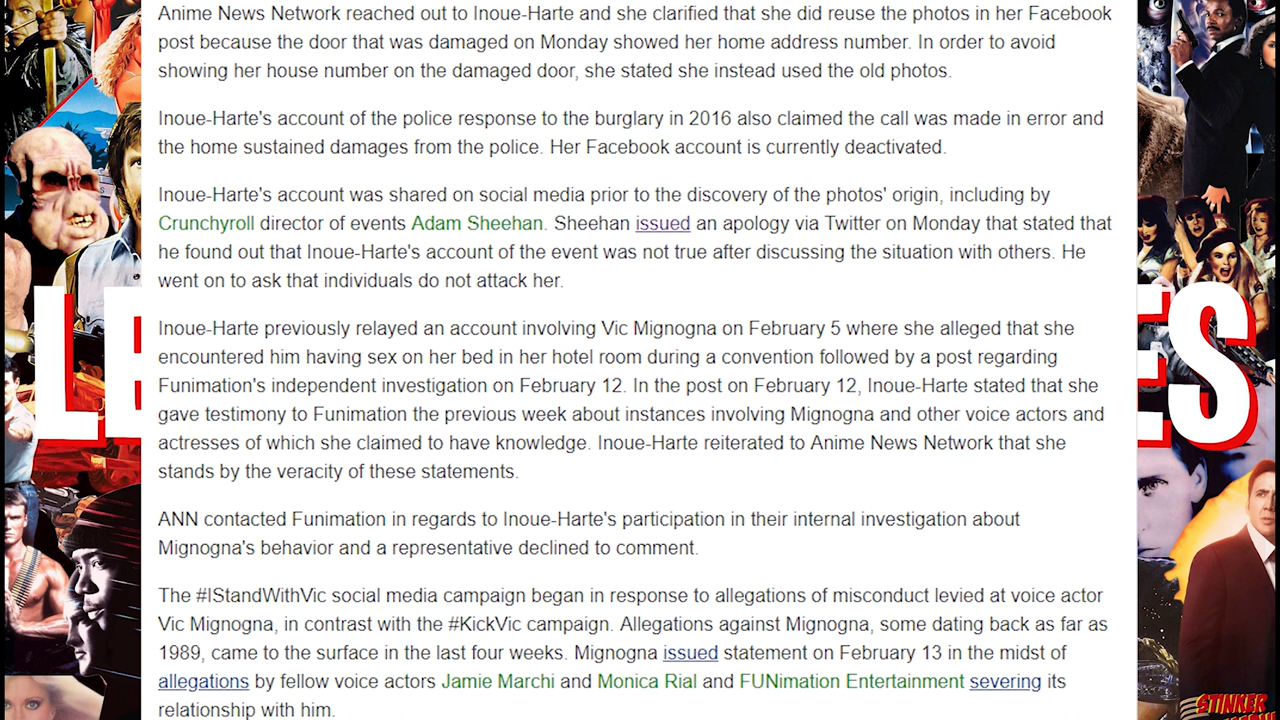 Anime News Network reached out to Inoue-Harte and she clarified that she did reuse the photos in her Facebook
post because the door that was damaged on Monday showed her home address number. In order to avoid
showing her house number on the damaged door, she stated she instead used the old photos.
Inoue-Harte's account of the police response to the burglary in 2016 also claimed the call was made in error and
the home sustained damages from the police. Her Facebook account is currently deactivated.
Inoue-Harte's account was shared on social media prior to the discovery of the photos' origin, including by
Crunchyroll director of events Adam Sheehan. Sheehan issued an apology via Twitter on Monday that stated that
he found out that Inoue-Harte's account of the event was not true after discussing the situation with others. He
went on to ask that individuals do not attack her.
Inoue-Harte previously relayed an account involving Vic Mignogna on February 5 where she alleged that she
encountered him having sex on her bed in her hotel room during a convention followed by a post regarding
Funimation's independent investigation on February 12. In the post on February 12, Inoue-Harte stated that she
gave testimony to Funimation the previous week about instances involving Mignogna and other voice actors and
actresses of which she claimed to have knowledge. Inoue-Harte reiterated to Anime News Network that she
stands by the veracity of these statements.
ANN contacted Funimation in regards to Inoue-Harte's participation in their internal investigation about
Mignogna's behavior and a representative declined to comment.
The #IStandWithVic social media campaign began in response to allegations of misconduct levied at voice actor
Vic Mignogna, in contrast with the #KickVic campaign. Allegations against Mignogna, some dating back as far as
1989, came to the surface in the last four weeks. Mignogna issued statement on February 13 in the midst of
allegations by fellow voice actors Jamie Marchi and Monica Rial and FUNimation Entertainment severing its
relationship with him.
LE
ES
STINKER